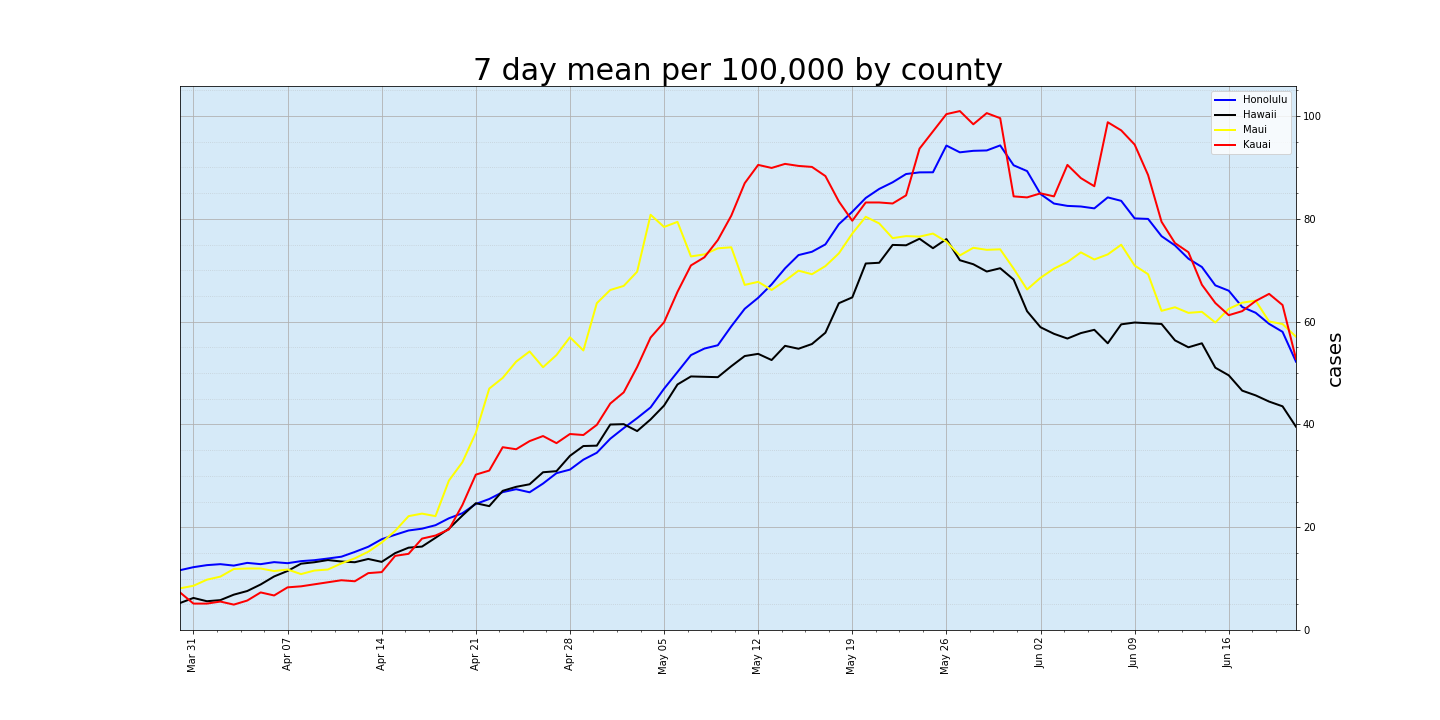 7 day mean per 100,000 by county
Honolulu
Hawaii
Maui
Kauai
100
80
60
40
20
0
cases
Mar 31
Apr 07
Apr 14
Apr 21
Apr 28
May 05
May 12
May 19
May 26
Jun 02
Jun 09
Jun 16